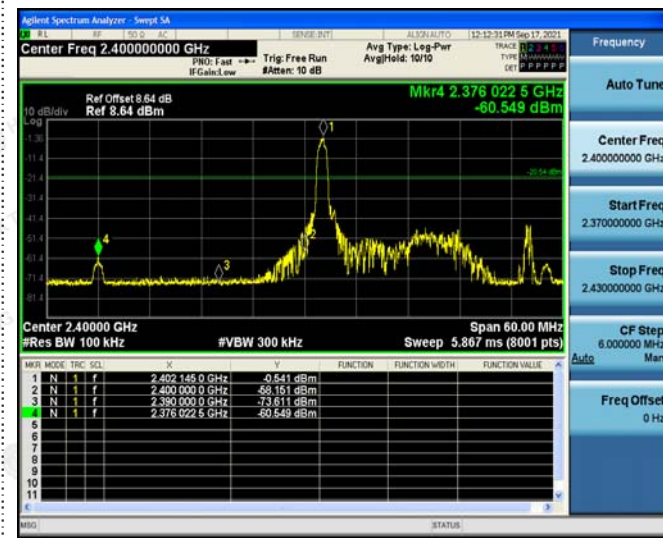 Agilent Spectrum Analyzer - Swept SA
RL RF 50 Ω AC SENSE:INT ALIGN AUTO 12:12:31 PM Sep 17, 2021
Center Freq 2.400000000 GHz
PNO: Fast
IFGain:Low
Trig: Free Run
#Atten: 10 dB
Avg Type: Log-Pwr
Avg|Hold: 10/10
TRACE 1 2 3 4 5 6
TYPE M
DET P P P P P P
Ref Offset 8.64 dB
10 dB/div Ref 8.64 dBm
Log
Mkr4 2.376 022 5 GHz
-60.549 dBm
-1.36
-11.4
-21.4
-31.4
-41.4
-51.4
-61.4
-71.4
-81.4
-20.54 dBm
1
2
3
4
Center 2.40000 GHz Span 60.00 MHz
#Res BW 100 kHz #VBW 300 kHz Sweep 5.867 ms (8001 pts)
MKR MODE TRC SCL X Y FUNCTION FUNCTION WIDTH FUNCTION VALUE
1 N 1 f 2.402 145 0 GHz -0.541 dBm
2 N 1 f 2.400 000 0 GHz -58.151 dBm
3 N 1 f 2.390 000 0 GHz -73.611 dBm
4 N 1 f 2.376 022 5 GHz -60.549 dBm
5
6
7
8
9
10
11
MSG STATUS
Frequency
Auto Tune
Center Freq
2.400000000 GHz
Start Freq
2.370000000 GHz
Stop Freq
2.430000000 GHz
CF Step
6.000000 MHz
Auto Man
Freq Offset
0 Hz